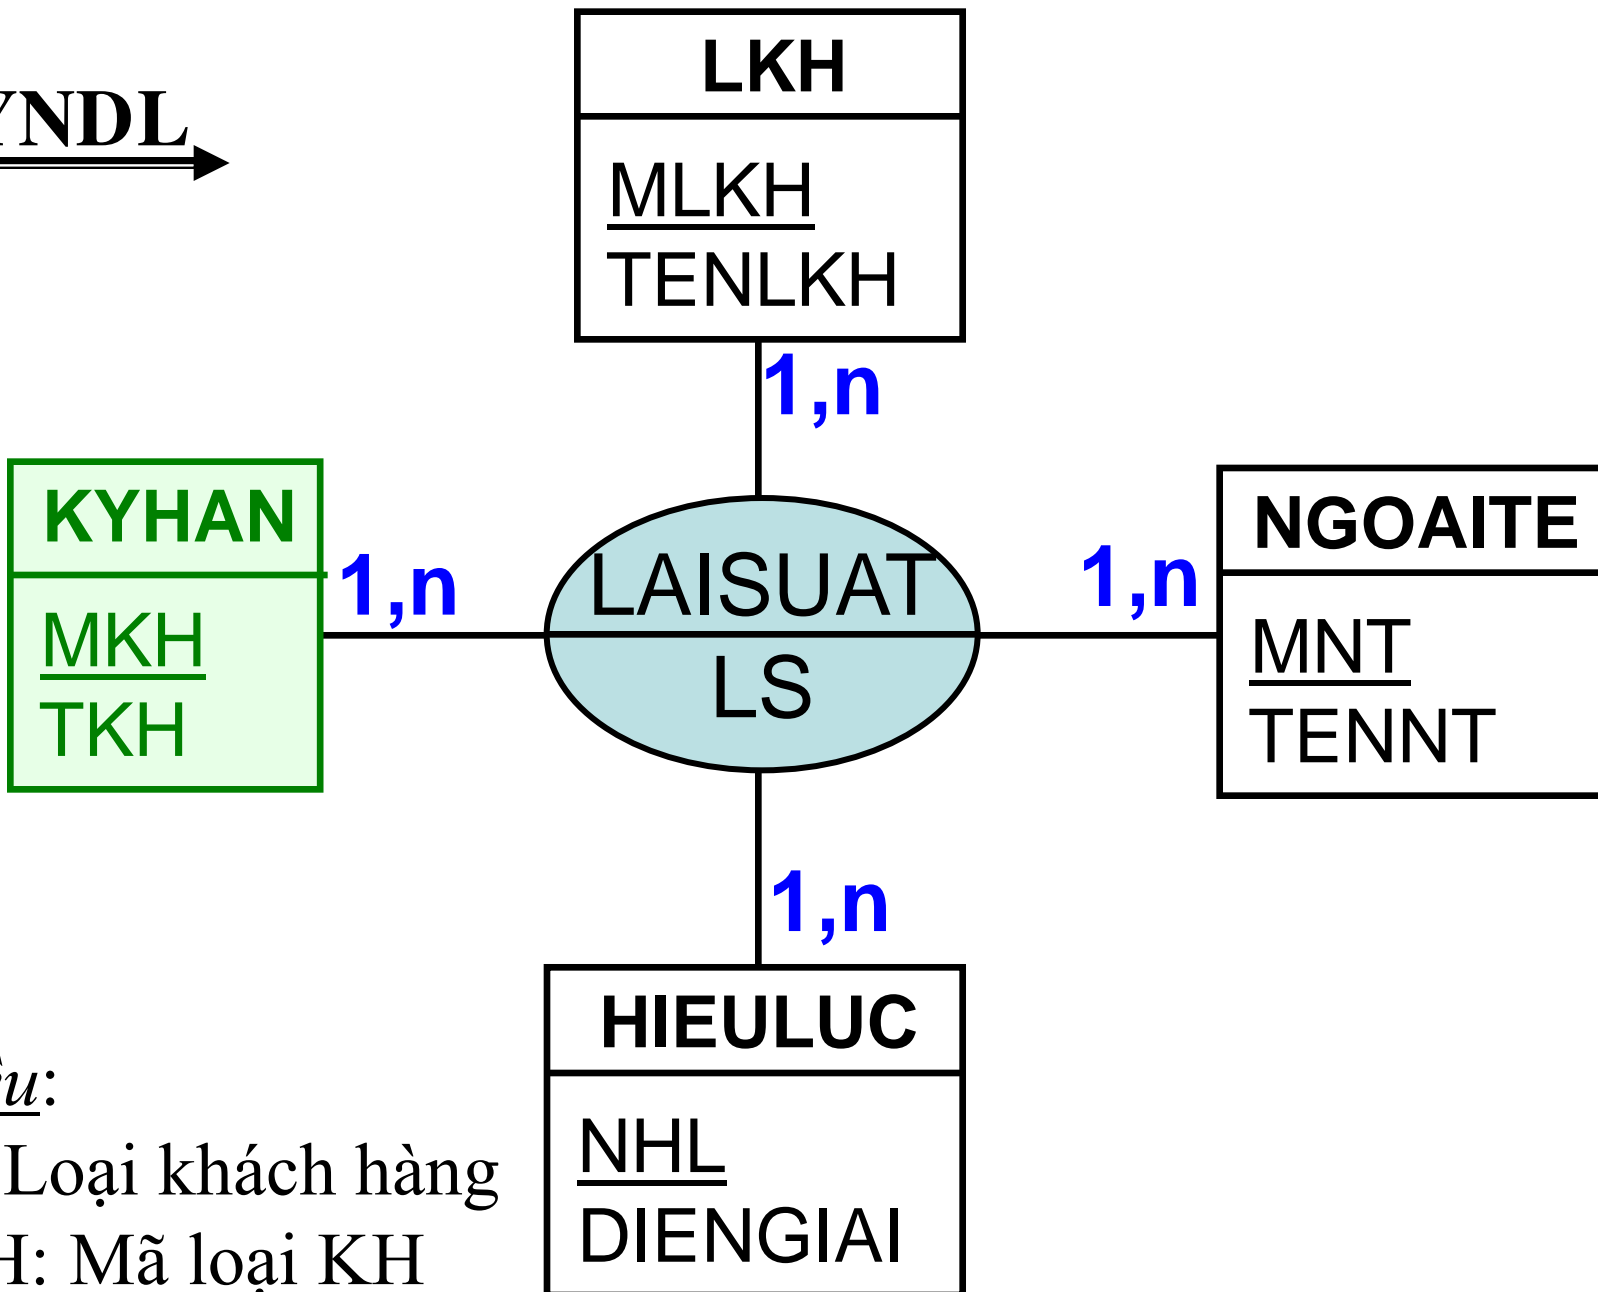 LKH
YNDL
MLKH
TENLKH
1,n
KYHAN
MKH
TKH
1,n
LAISUAT
LS
1,n
NGOAITE
MNT
TENNT
1,n
HIEULUC
NHL
DIENGIAI
Loại khách hàng
H: Mã loại KH